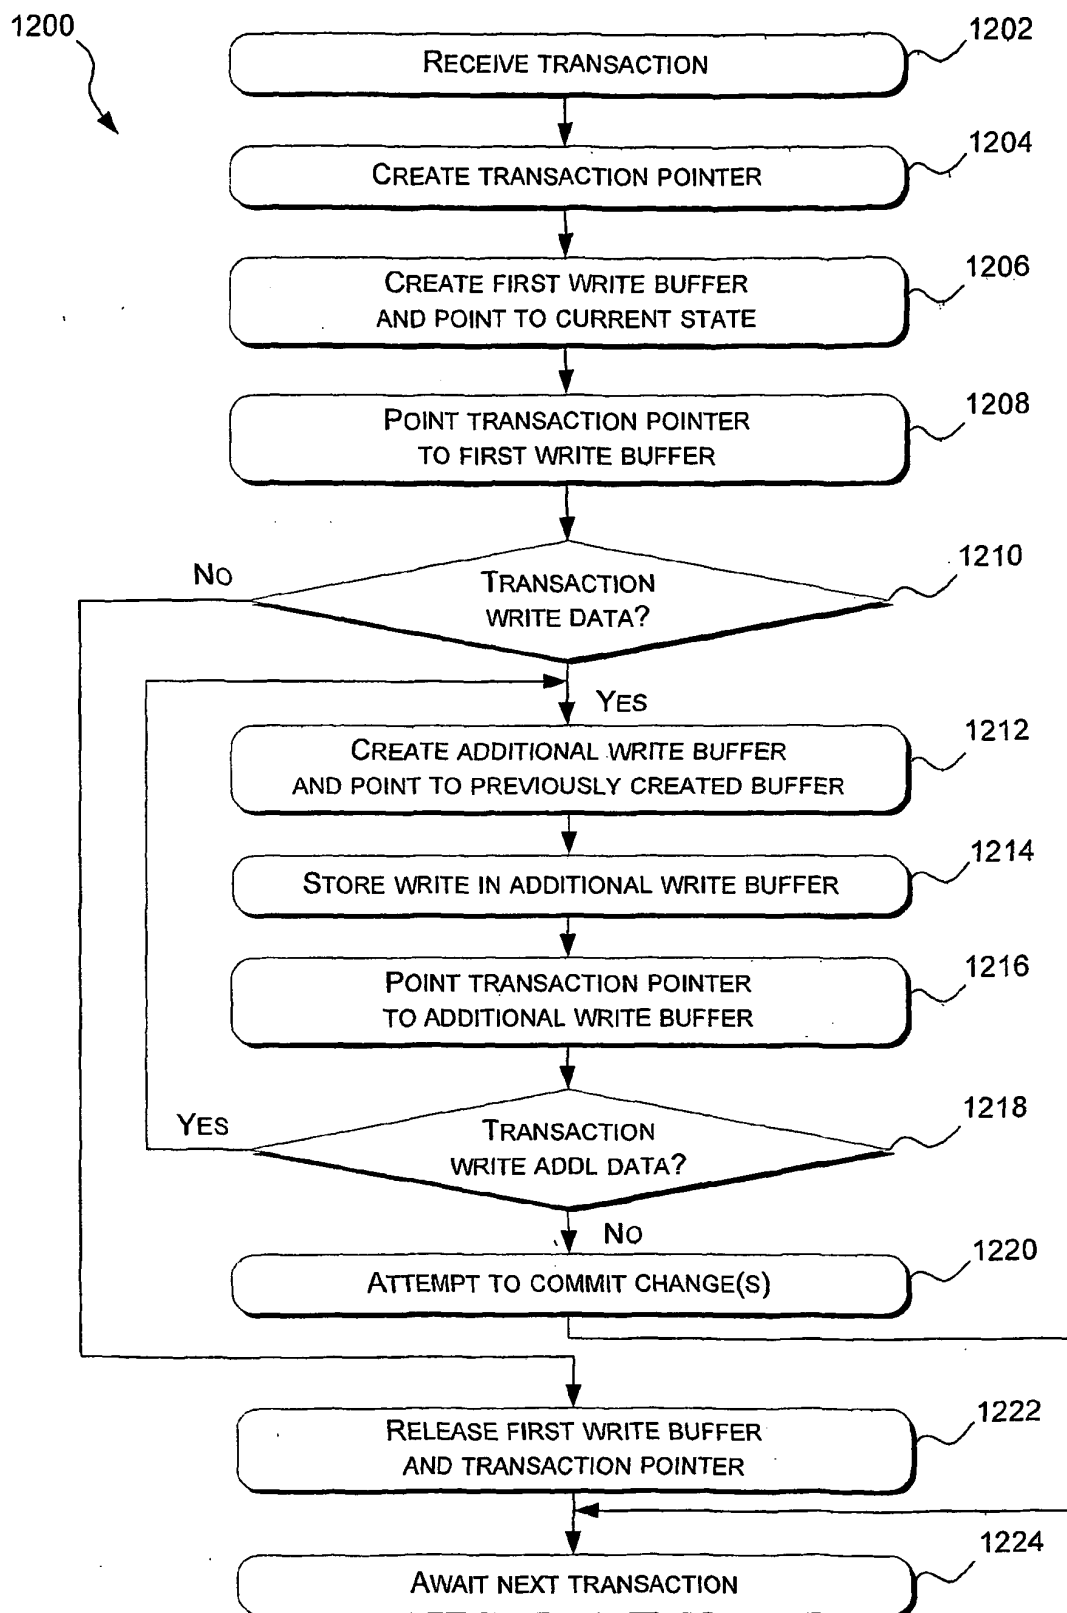 1200
1202
RECEIVE TRANSACTION
1204
CREATE TRANSACTION POINTER
1206
CREATE FIRST WRITE BUFFER
AND POINT TO CURRENT STATE
1208
POINT TRANSACTION POINTER
TO FIRST WRITE BUFFER
1210
NO
TRANSACTION
WRITE DATA?
YES
1212
CREATE ADDITIONAL WRITE BUFFER
AND POINT TO PREVIOUSLY CREATED BUFFER
1214
STORE WRITE IN ADDITIONAL WRITE BUFFER
1216
POINT TRANSACTION POINTER
TO ADDITIONAL WRITE BUFFER
1218
YES
TRANSACTION
WRITE ADDL DATA?
NO
1220
ATTEMPT TO COMMIT CHANGE(S)
1222
RELEASE FIRST WRITE BUFFER
AND TRANSACTION POINTER
1224
AWAIT NEXT TRANSACTION